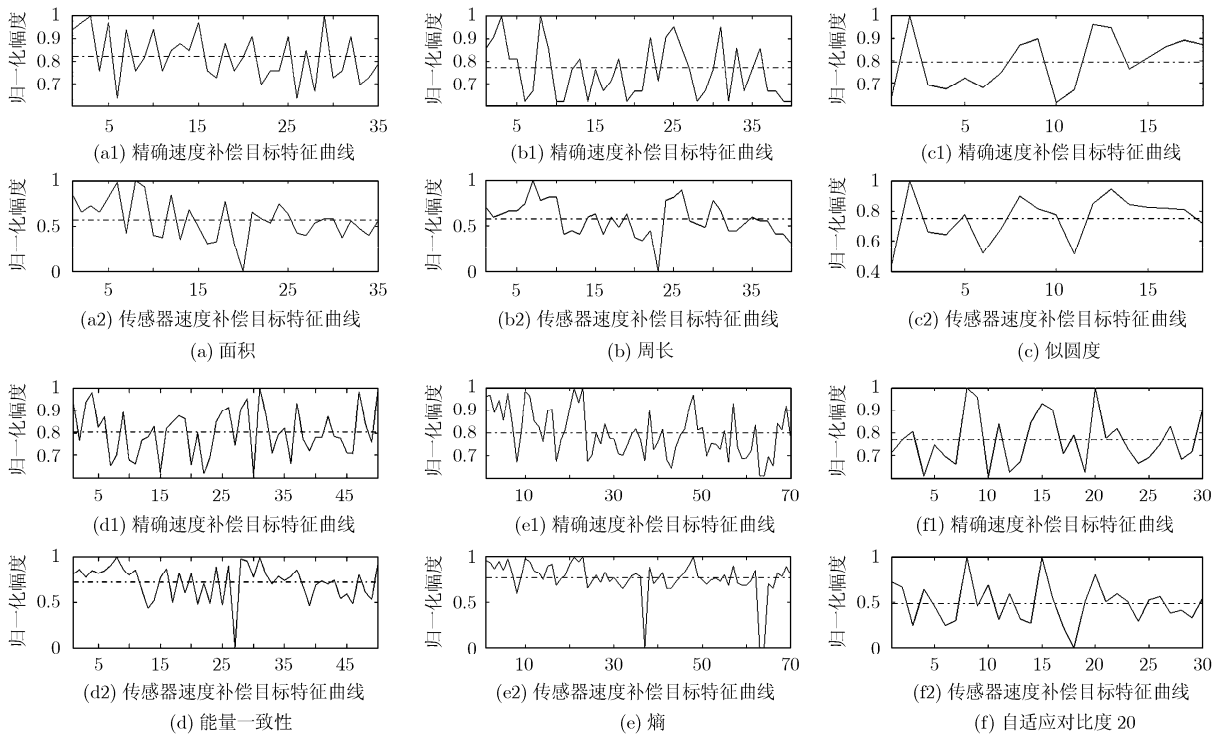 归一化幅度
1
0.9
0.8
0.7
5 15 25 35
(a1) 精确速度补偿目标特征曲线
归一化幅度
1
0.9
0.8
0.7
5 15 25 35
(b1) 精确速度补偿目标特征曲线
归一化幅度
1
0.9
0.8
0.7
5 10 15
(c1) 精确速度补偿目标特征曲线
归一化幅度
1
0.5
0
5 15 25 35
(a2) 传感器速度补偿目标特征曲线
(a) 面积
归一化幅度
1
0.5
0
5 15 25 35
(b2) 传感器速度补偿目标特征曲线
(b) 周长
归一化幅度
1
0.8
0.6
0.4
5 10 15
(c2) 传感器速度补偿目标特征曲线
(c) 似圆度
归一化幅度
1
0.9
0.8
0.7
5 15 25 35 45
(d1) 精确速度补偿目标特征曲线
归一化幅度
1
0.9
0.8
0.7
10 30 50 70
(e1) 精确速度补偿目标特征曲线
归一化幅度
1
0.9
0.8
0.7
5 10 15 20 25 30
(f1) 精确速度补偿目标特征曲线
归一化幅度
1
0.5
0
5 15 25 35 45
(d2) 传感器速度补偿目标特征曲线
(d) 能量一致性
归一化幅度
1
0.5
0
10 30 50 70
(e2) 传感器速度补偿目标特征曲线
(e) 熵
归一化幅度
1
0.5
0
5 10 15 20 25 30
(f2) 传感器速度补偿目标特征曲线
(f) 自适应对比度 20